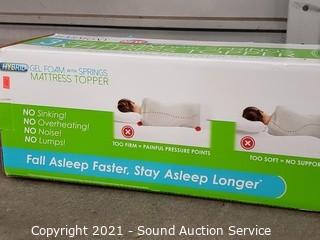 HYBRID GEL FOAM WITH SPRINGS
MATTRESS TOPPER
NO Sinking!
NO Overheating!
NO Noise!
NO Lumps!
TOO FIRM = PAINFUL PRESSURE POINTS
TOO SOFT = NO SUPPOR
Fall Asleep Faster, Stay Asleep Longer*
Copyright 2021 - Sound Auction Service